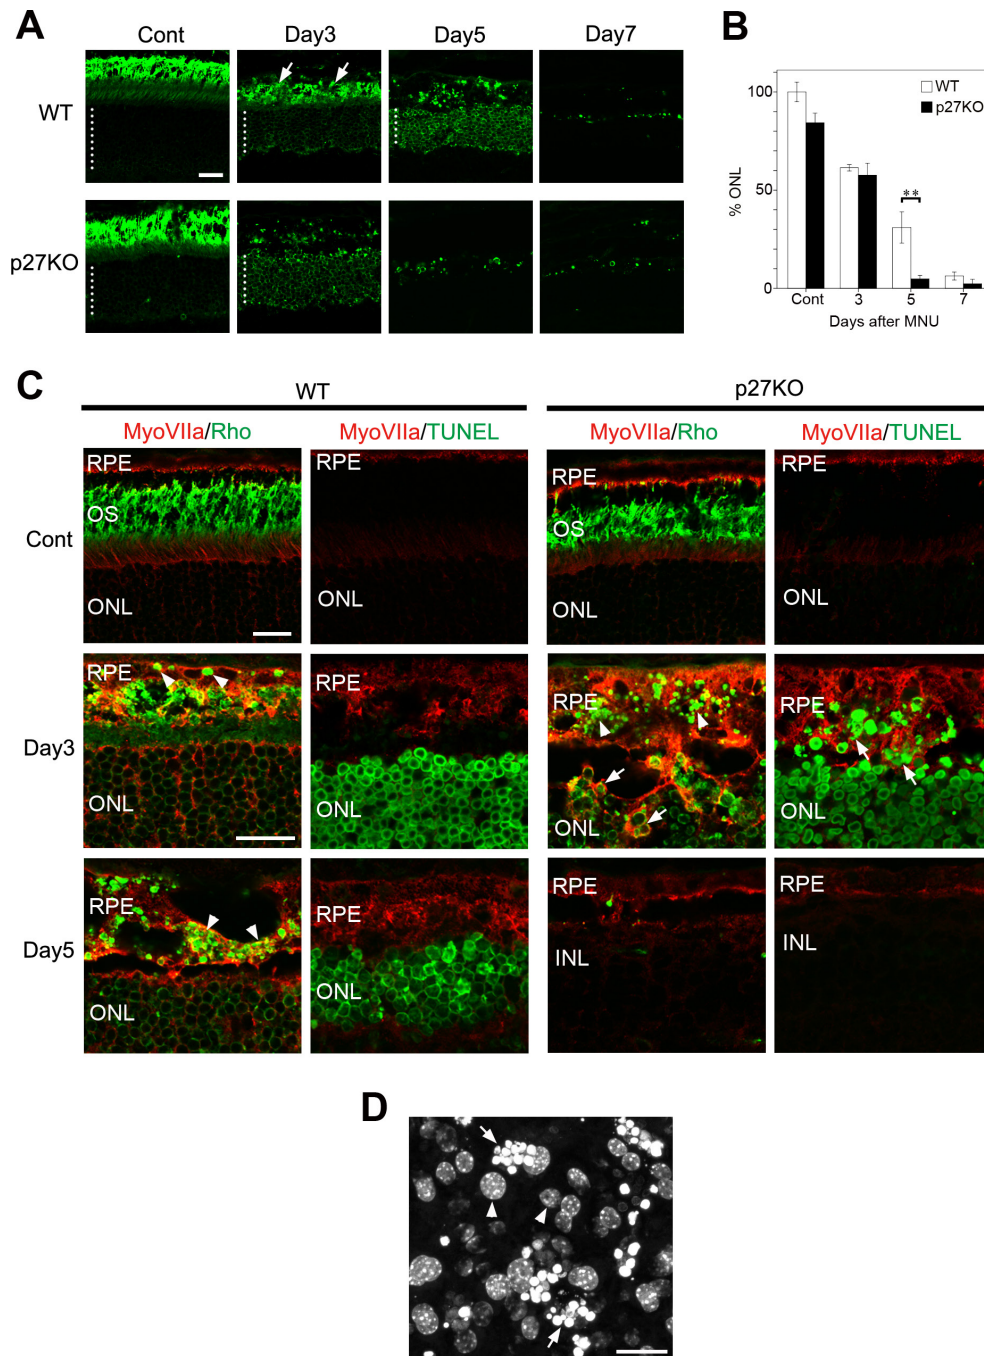 A
Cont Day3 Day5 Day7
WT
p27KO
B
WT
p27KO
% ONL
100
50
0
**
Cont 3 5 7
Days after MNU
C
WT p27KO
MyoVIIa/Rho MyoVIIa/TUNEL MyoVIIa/Rho MyoVIIa/TUNEL
Cont
RPE RPE RPE RPE
OS OS
ONL ONL ONL ONL
Day3
RPE RPE RPE RPE
ONL ONL ONL ONL
Day5
RPE RPE RPE RPE
ONL ONL INL INL
D